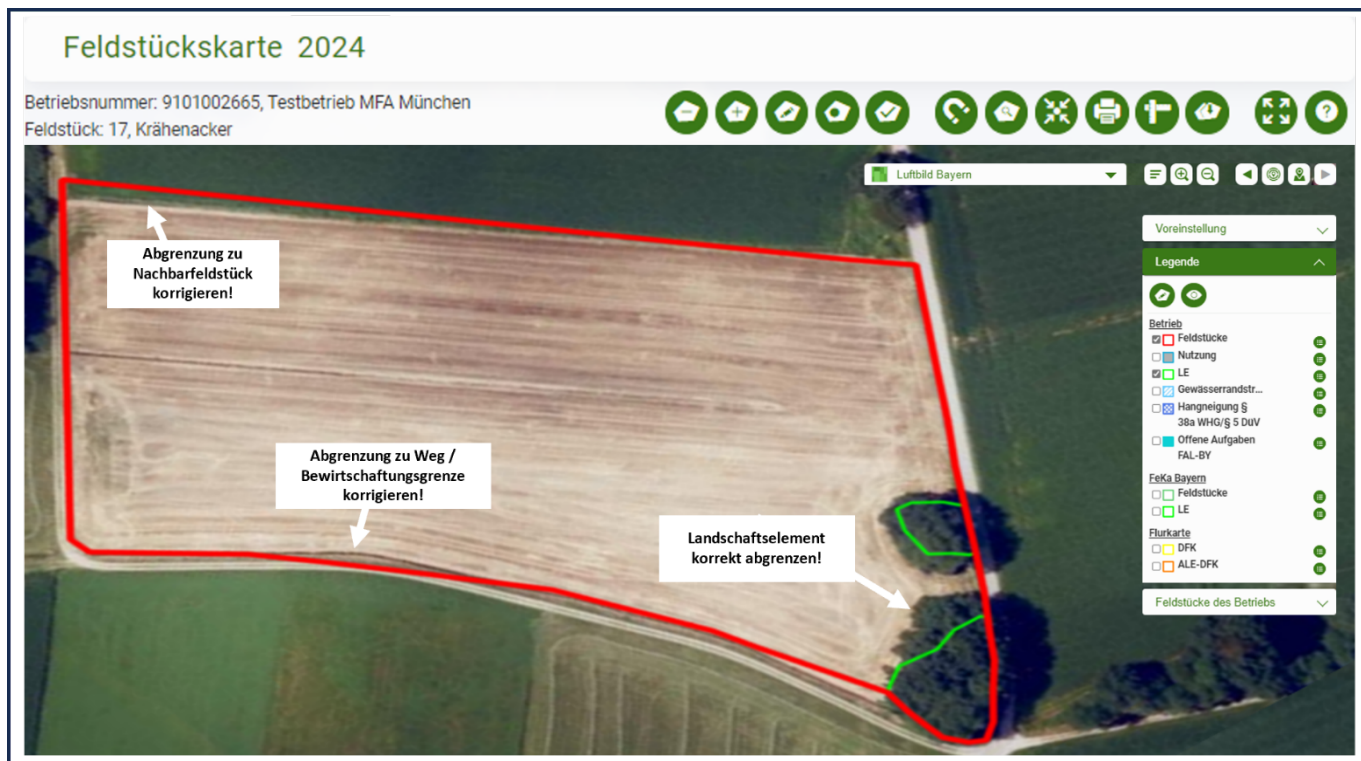 Feldstückskarte 2024
Betriebsnummer: 9101002665, Testbetrieb MFA München
Feldstück: 17, Krähenacker
Luftbild Bayern
Abgrenzung zu
Nachbarfeldstück
korrigieren!
Abgrenzung zu Weg /
Bewirtschaftungsgrenze
korrigieren!
Landschaftselement
korrekt abgrenzen!
Voreinstellung
Legende
Betrieb
Feldstücke
Nutzung
LE
Gewässerrandstr...
Hangneigung §
38a WHG/§ 5 DüV
Offene Aufgaben
FAL-BY
FeKa Bayern
Feldstücke
LE
Flurkarte
DFK
ALE-DFK
Feldstücke des Betriebs